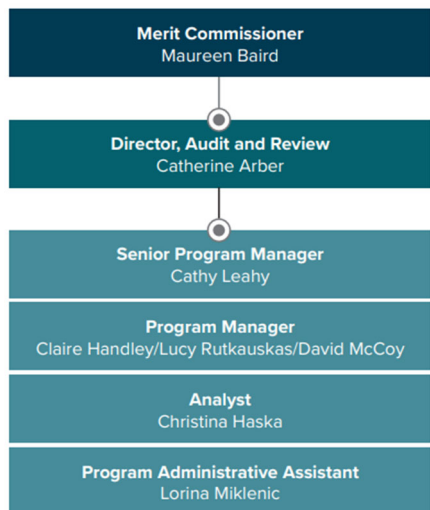 Merit Commissioner
Maureen Baird
Director, Audit and Review
Catherine Arber
Senior Program Manager
Cathy Leahy
Program Manager
Claire Handley/Lucy Rutkauskas/David McCoy
Analyst
Christina Haska
Program Administrative Assistant
Lorina Miklenic